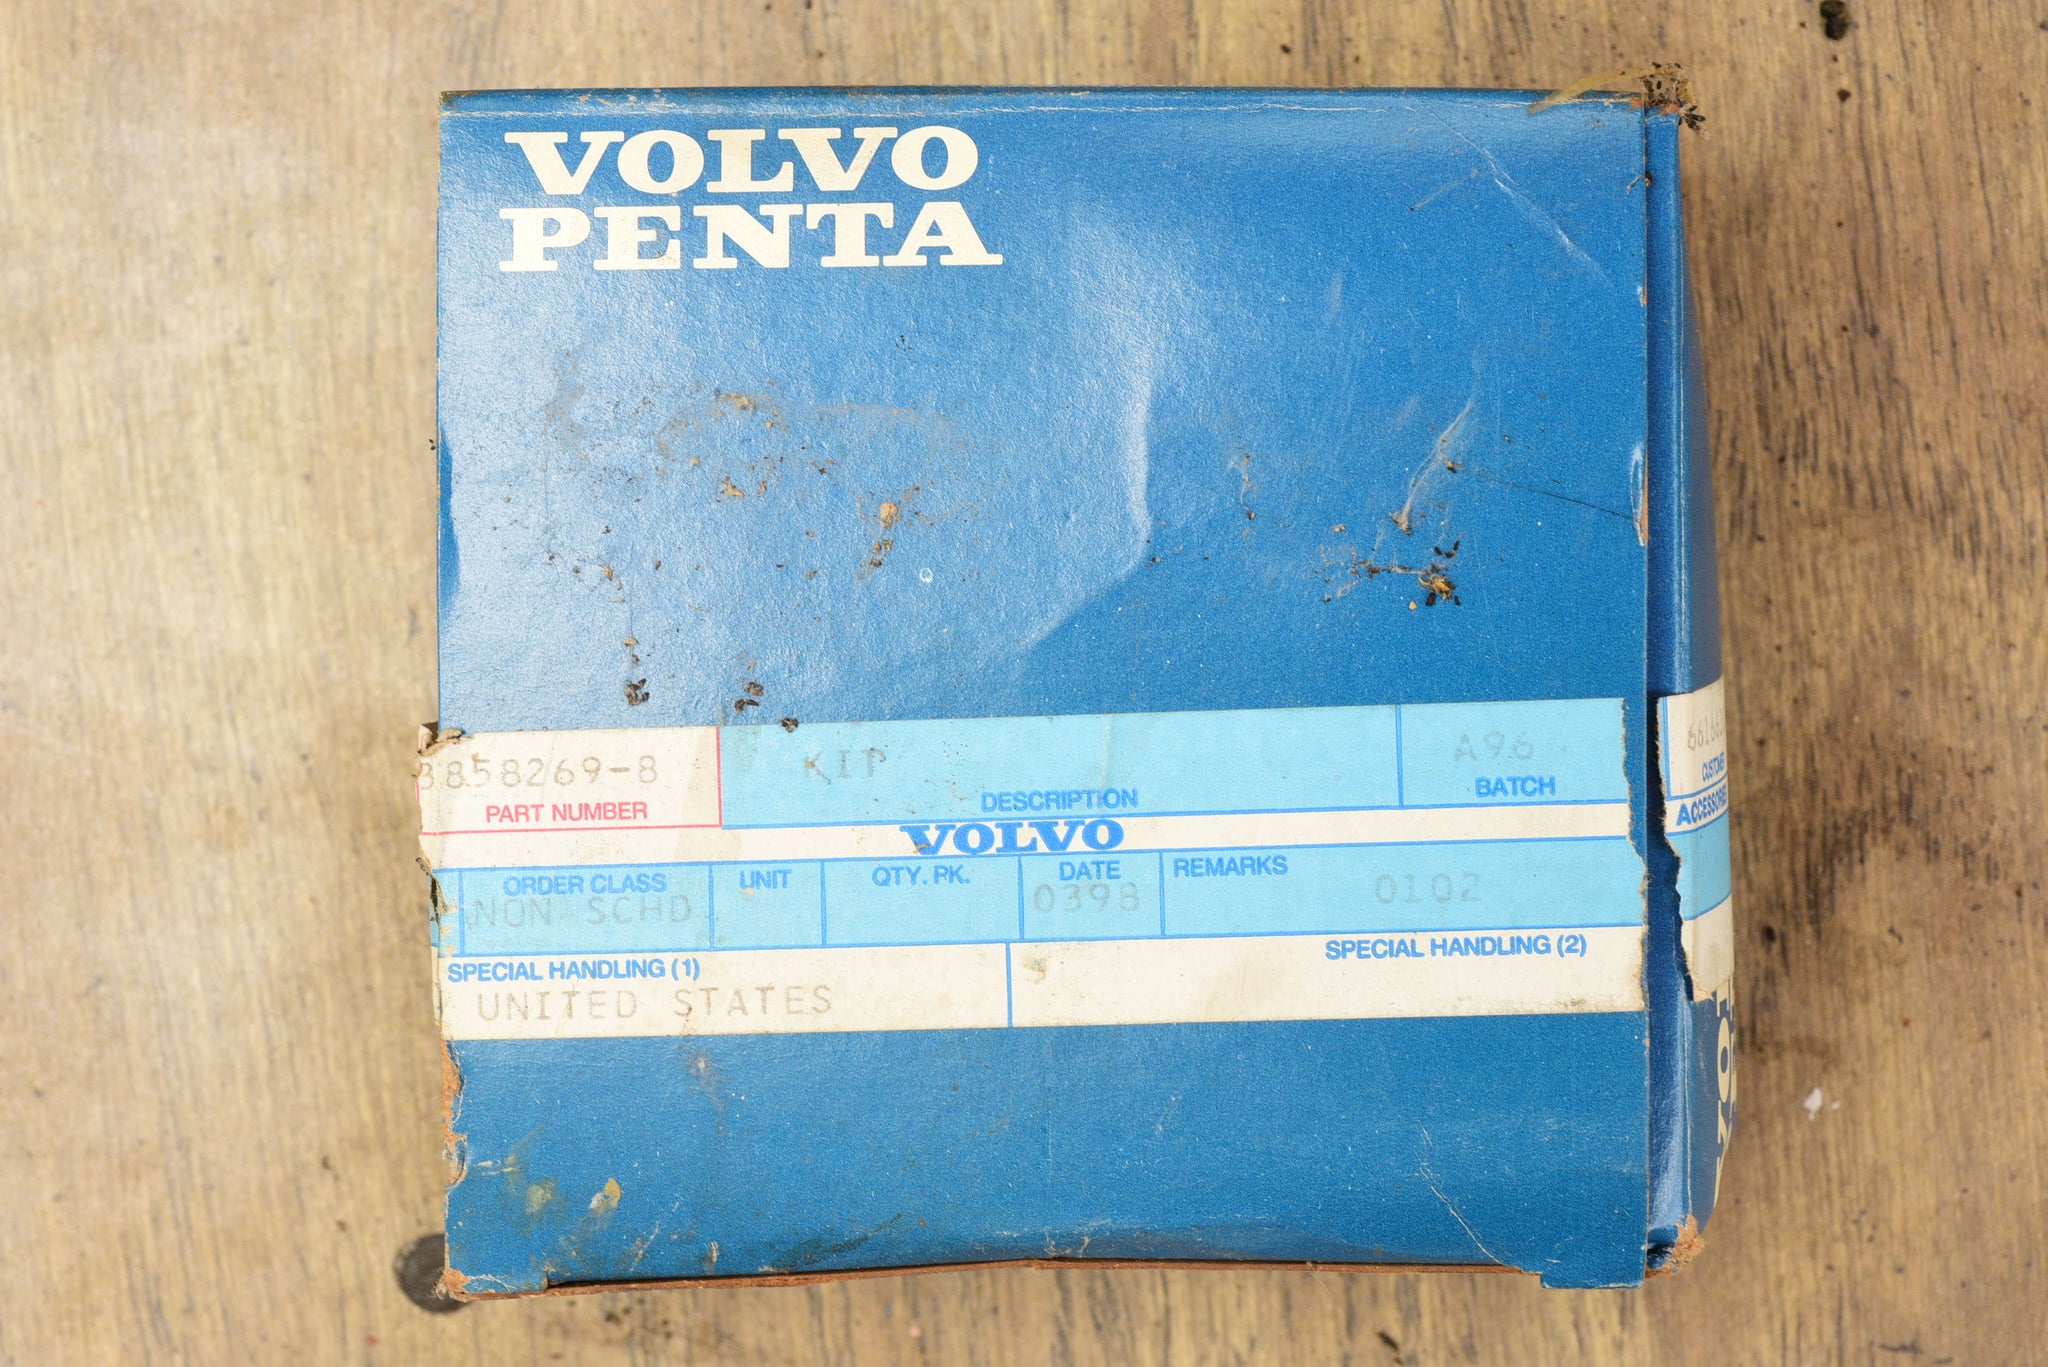 VOLVO
PENTA
3858269-8
PART NUMBER
KIT
DESCRIPTION
A96
BATCH
VOLVO
ORDER CLASS
NON SCHD
UNIT
QTY. PK.
DATE
0398
REMARKS
0102
SPECIAL HANDLING (1)
UNITED STATES
SPECIAL HANDLING (2)